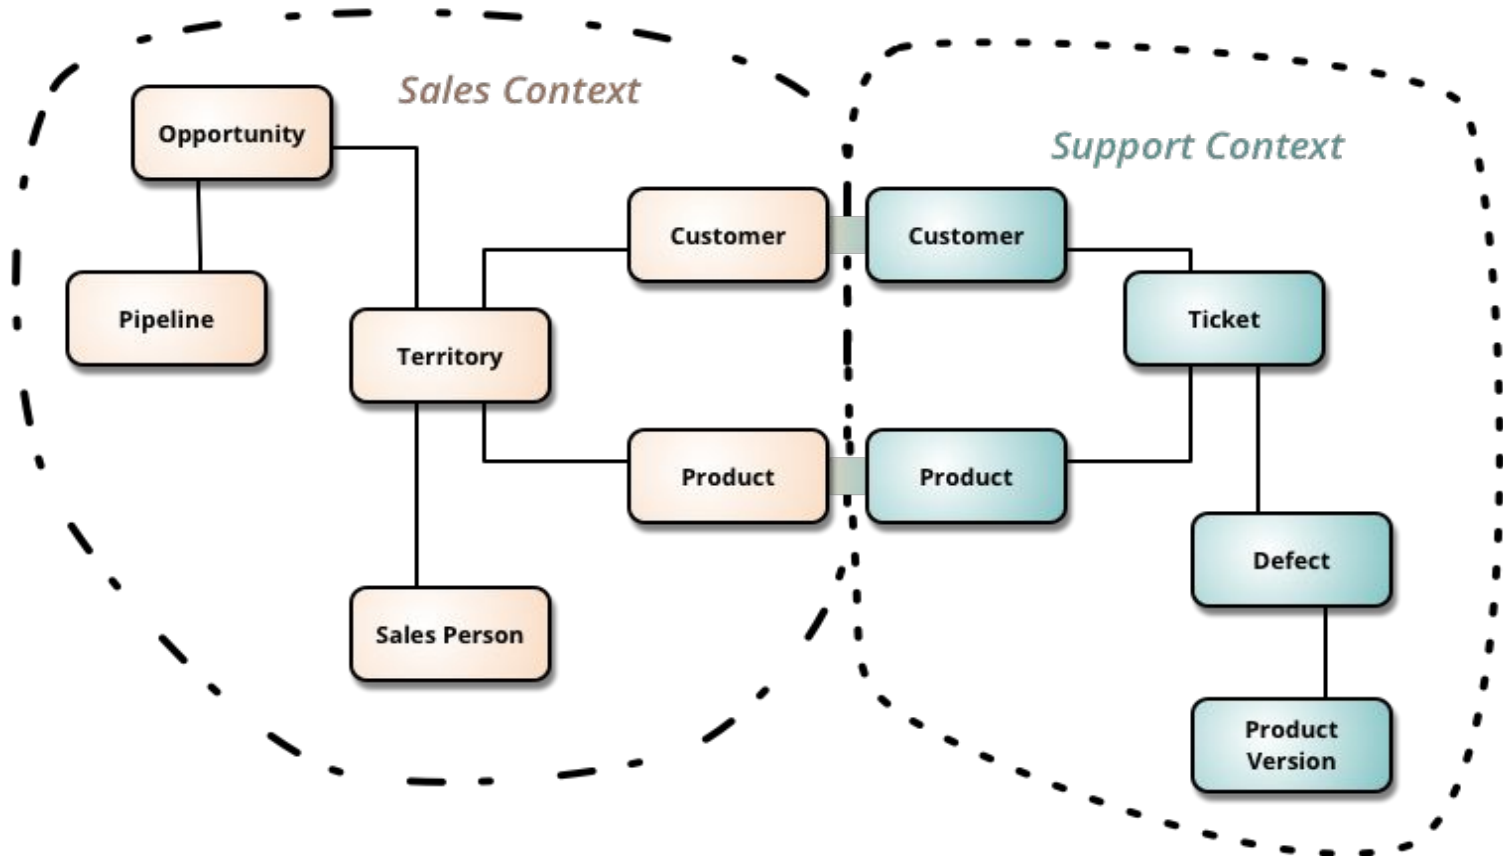 Sales Context
Support Context
Opportunity
Customer
Customer
Pipeline
Ticket
Territory
Product
Product
Defect
Sales Person
Product
Version